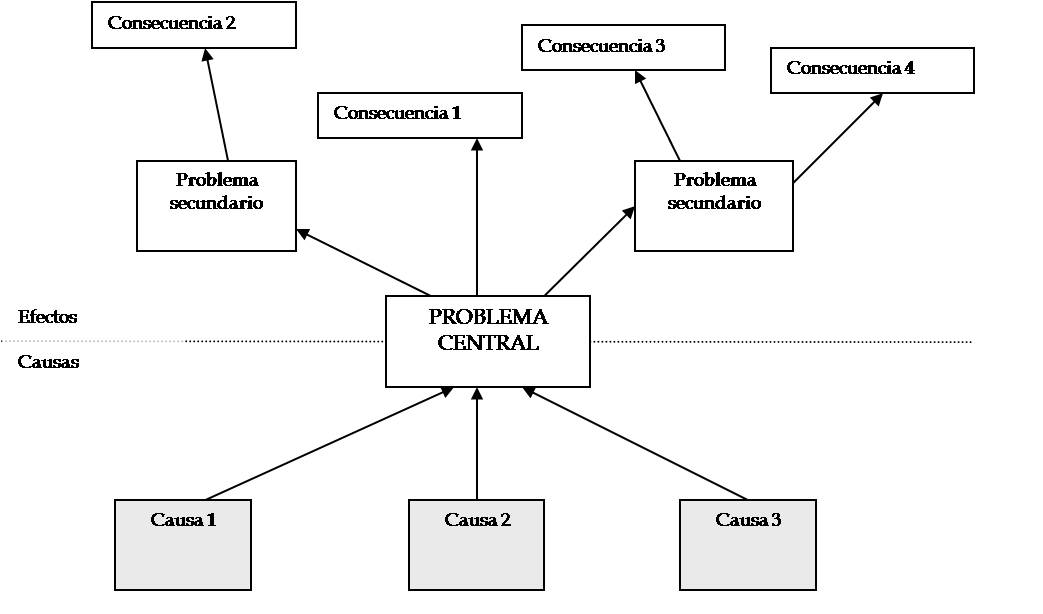 Consecuencia 2
Consecuencia 3
Consecuencia 4
Consecuencia 1
Problema
secundario
Problema
secundario
PROBLEMA
CENTRAL
Efectos
Causas
Causa 1
Causa 2
Causa 3